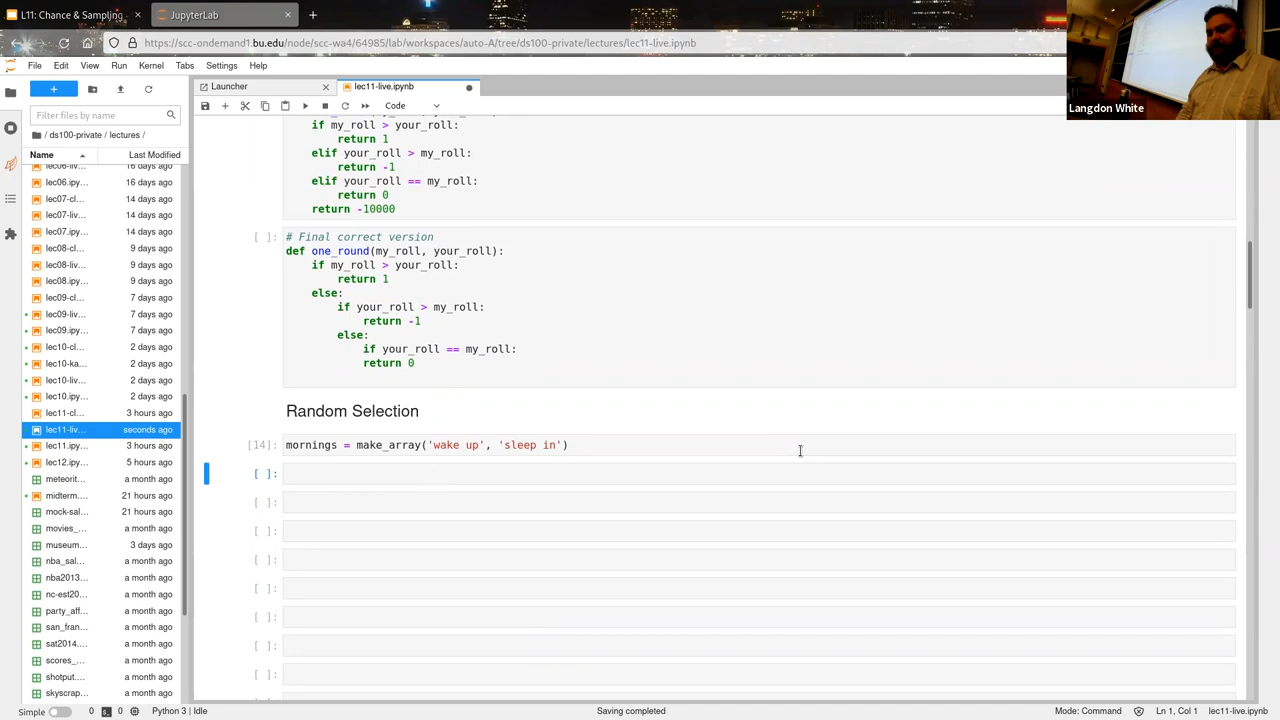 L11: Chance & Sampling
JupyterLab
https://scc-ondemand1.bu.edu/node/scc-wa4/64985/lab/workspaces/auto-A/tree/ds100-private/lectures/lec11-live.ipynb
Langdon White
File Edit View Run Kernel Tabs Settings Help
Launcher
lec11-live.ipynb
Code
Filter files by name
/ ds100-private / lectures /
Name Last Modified
lec06-liv... 16 days ago
lec06.ipy... 16 days ago
lec07-cl... 14 days ago
lec07-liv... 14 days ago
lec07.ipy... 14 days ago
lec08-cl... 9 days ago
lec08-liv... 9 days ago
lec08.ipy... 9 days ago
lec09-cl... 7 days ago
lec09-liv... 7 days ago
lec09.ipy... 7 days ago
lec10-cl... 2 days ago
lec10-ka... 2 days ago
lec10-liv... 2 days ago
lec10.ipy... 2 days ago
lec11-cl... 3 hours ago
lec11-liv... seconds ago
lec11.ipy... 3 hours ago
lec12.ipy... 5 hours ago
meteorit... a month ago
midterm.... 21 hours ago
mock-sal... 21 hours ago
movies_... a month ago
museum... 3 days ago
nba_sal... a month ago
nba2013... a month ago
nc-est20... a month ago
party_aff... a month ago
san_fran... a month ago
sat2014.... a month ago
scores_... a month ago
shotput.... a month ago
skyscrap... a month ago
if my_roll > your_roll:
return 1
elif your_roll > my_roll:
return -1
elif your_roll == my_roll:
return 0
return -10000
[ ]: # Final correct version
def one_round(my_roll, your_roll):
if my_roll > your_roll:
return 1
else:
if your_roll > my_roll:
return -1
else:
if your_roll == my_roll:
return 0
Random Selection
[14]: mornings = make_array('wake up', 'sleep in')
[ ]:
[ ]:
[ ]:
[ ]:
[ ]:
[ ]:
[ ]:
[ ]:
Simple 0 0 Python 3 | Idle Saving completed Mode: Command Ln 1, Col 1 lec11-live.ipynb